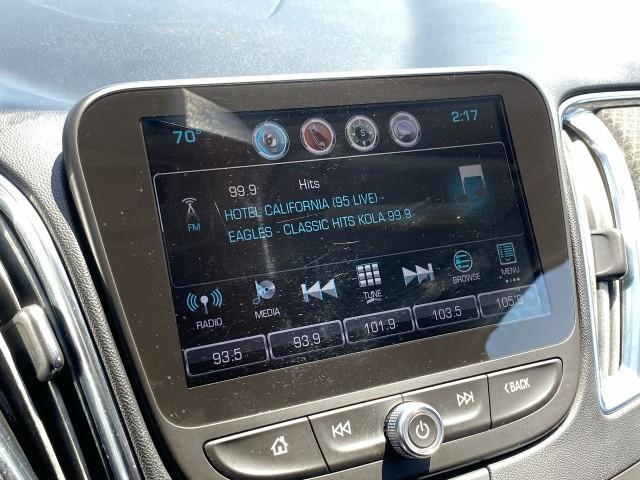 70° 2:17
99.9 Hits
FM
HOTEL CALIFORNIA (95 LIVE)
EAGLES - CLASSIC HITS KOLA 99.9
RADIO MEDIA TUNE BROWSE MENU
93.5 93.9 101.9 103.5 105.9
BACK